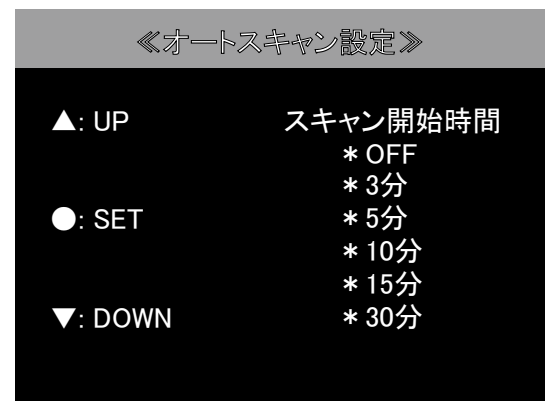 ≪オートスキャン設定≫
▲: UP
スキャン開始時間
＊OFF
＊3分
●: SET
＊5分
＊10分
＊15分
▼: DOWN
＊30分